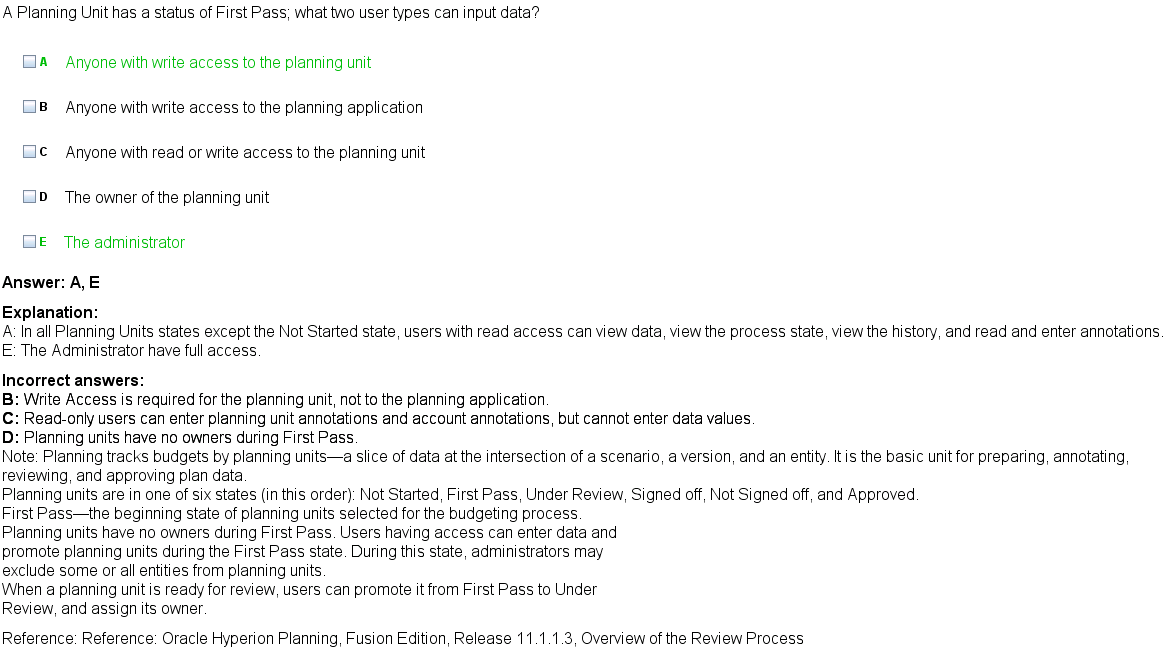 A Planning Unit has a status of First Pass; what two user types can input data?
A Anyone with write access to the planning unit
B Anyone with write access to the planning application
C Anyone with read or write access to the planning unit
D The owner of the planning unit
E The administrator
Answer: A, E
Explanation:
A: In all Planning Units states except the Not Started state, users with read access can view data, view the process state, view the history, and read and enter annotations.
E: The Administrator have full access.
Incorrect answers:
B: Write Access is required for the planning unit, not to the planning application.
C: Read-only users can enter planning unit annotations and account annotations, but cannot enter data values.
D: Planning units have no owners during First Pass.
Note: Planning tracks budgets by planning units—a slice of data at the intersection of a scenario, a version, and an entity. It is the basic unit for preparing, annotating,
reviewing, and approving plan data.
Planning units are in one of six states (in this order): Not Started, First Pass, Under Review, Signed off, Not Signed off, and Approved.
First Pass—the beginning state of planning units selected for the budgeting process.
Planning units have no owners during First Pass. Users having access can enter data and
promote planning units during the First Pass state. During this state, administrators may
exclude some or all entities from planning units.
When a planning unit is ready for review, users can promote it from First Pass to Under
Review, and assign its owner.
Reference: Reference: Oracle Hyperion Planning, Fusion Edition, Release 11.1.1.3, Overview of the Review Process